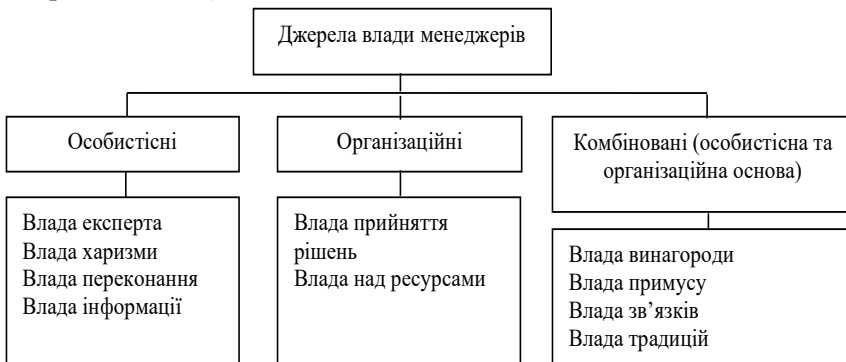 Джерела влади менеджерів
Особистісні
Організаційні
Комбіновані (особистісна та
організаційна основа)
Влада експерта
Влада харизми
Влада переконання
Влада інформації
Влада прийняття
рішень
Влада над ресурсами
Влада винагороди
Влада примусу
Влада зв’язків
Влада традицій